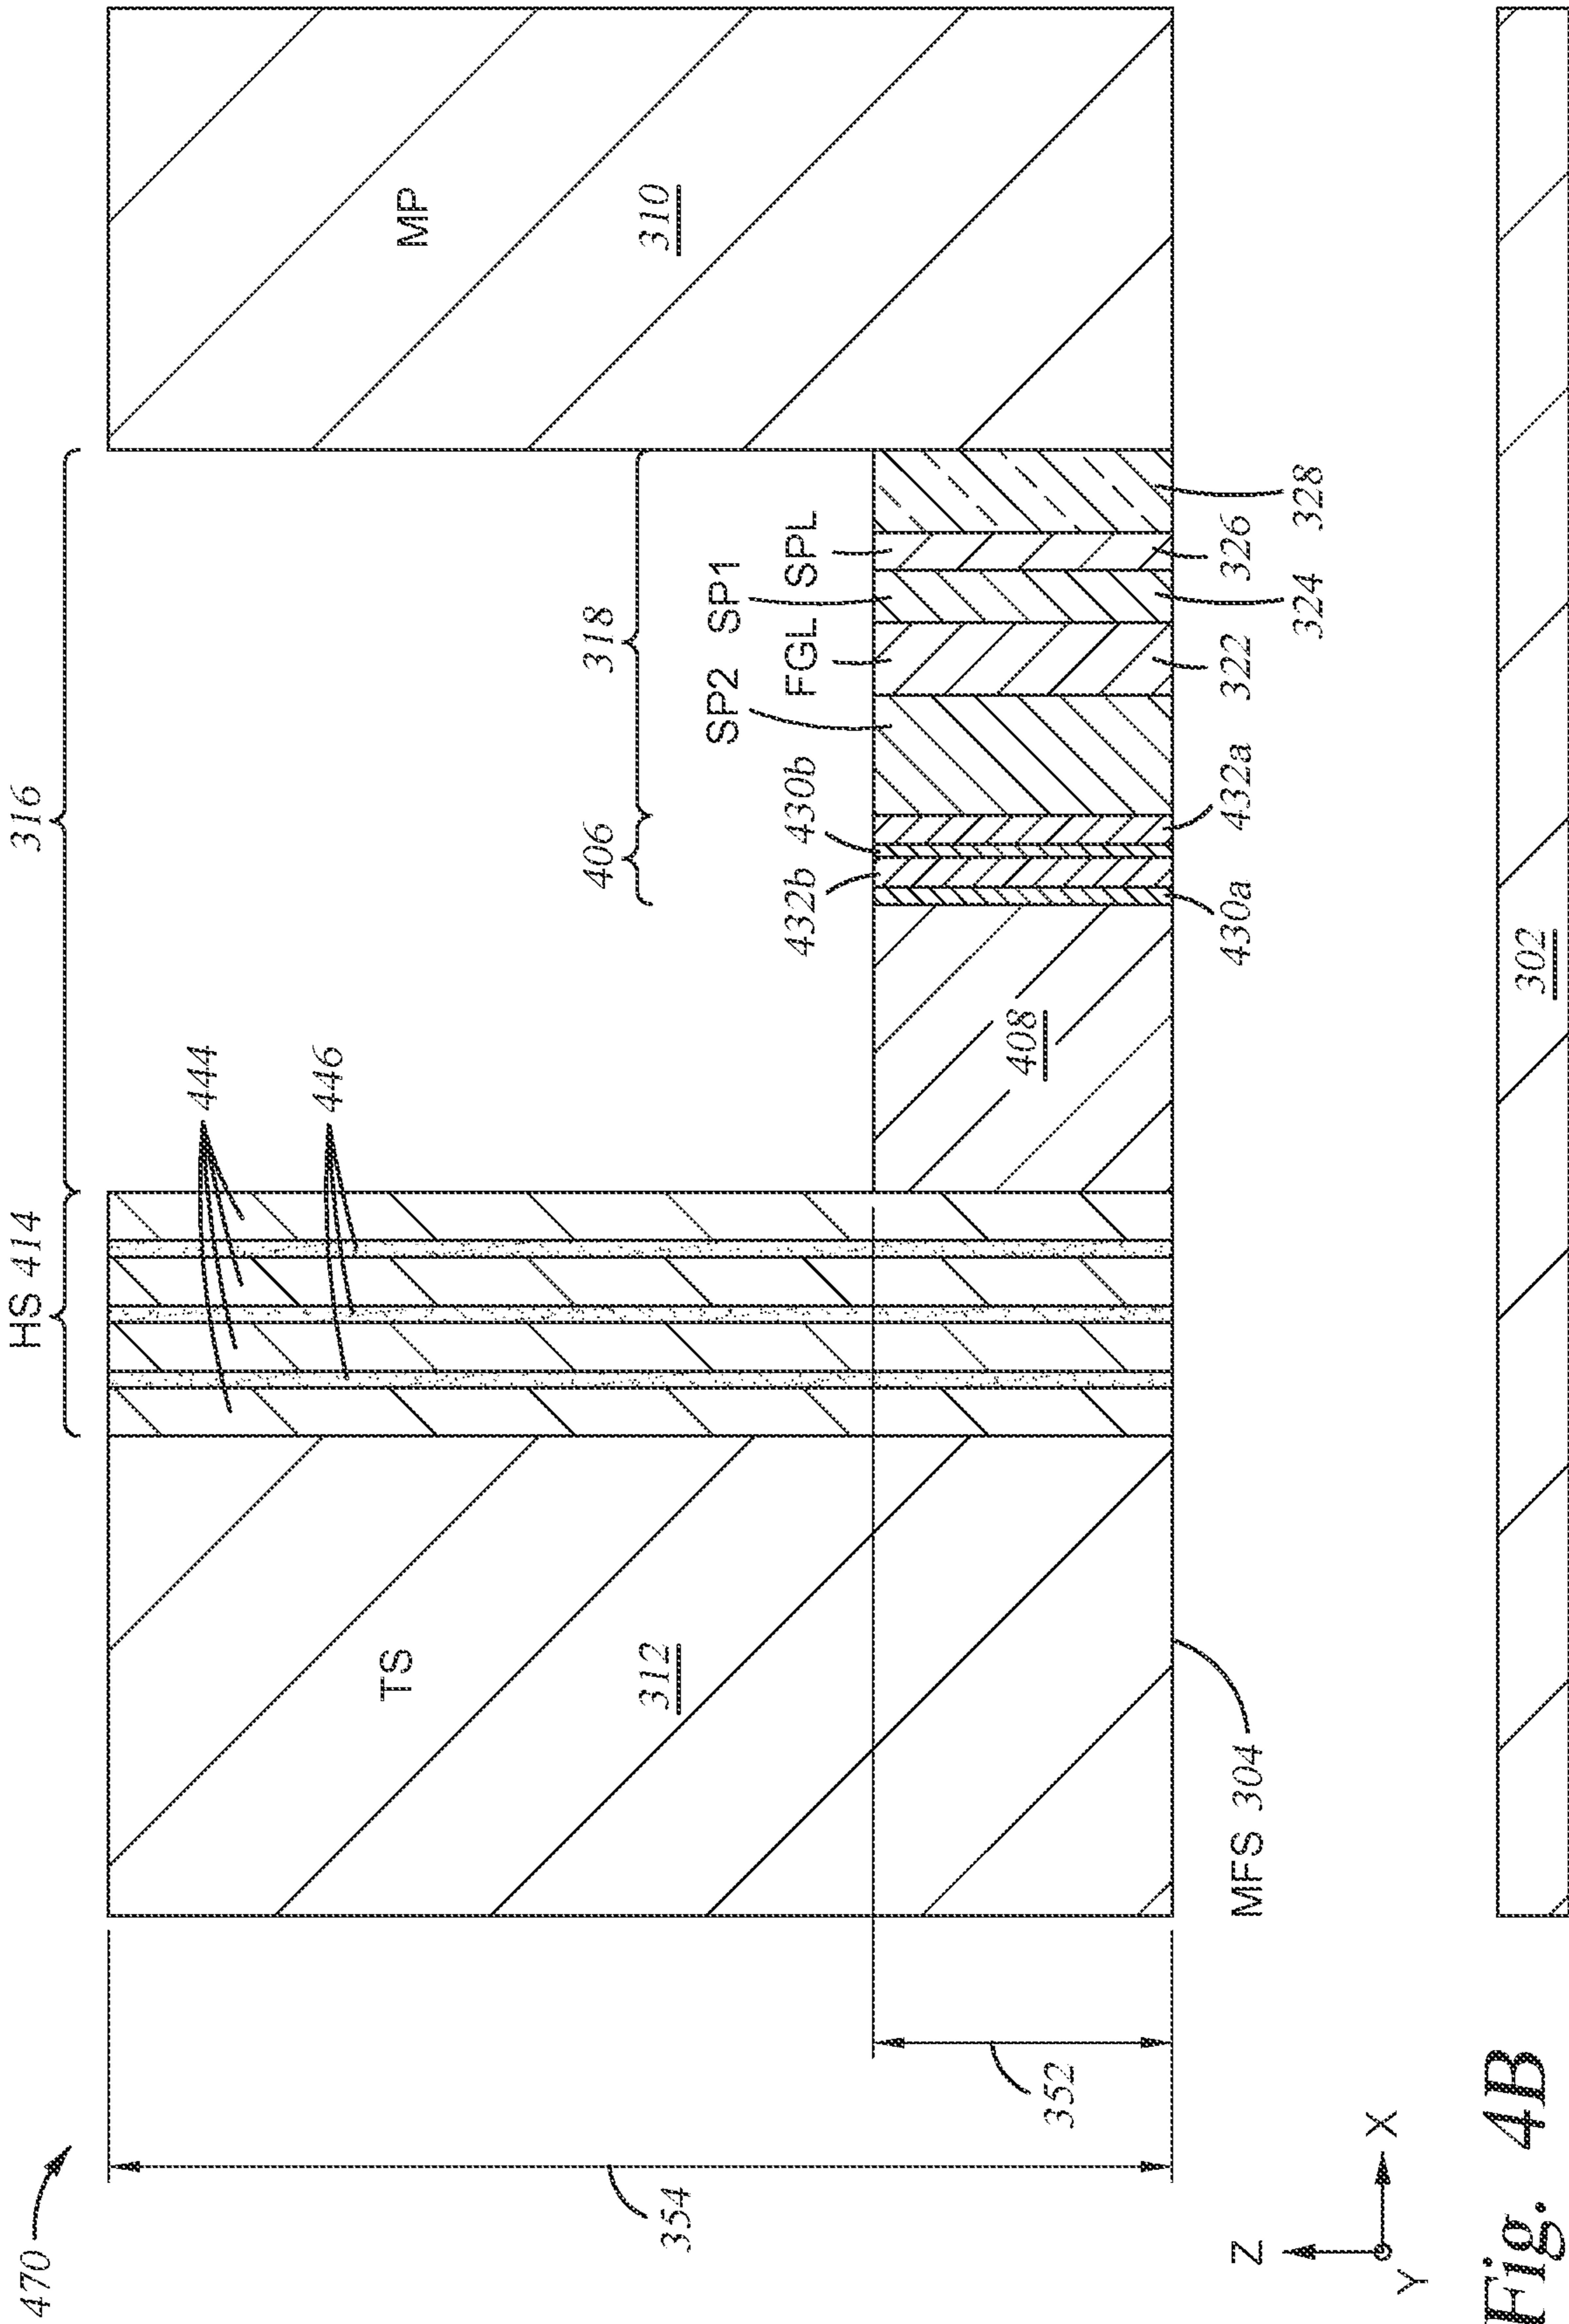 470
HS 414
316
444
446
406
318
TS
312
MP
310
SP2
SP1
FGL
SPL
432b
430b
408
354
352
MFS 304
430a
432a
322
324
326
328
Z
Y
X
302
Fig. 4B